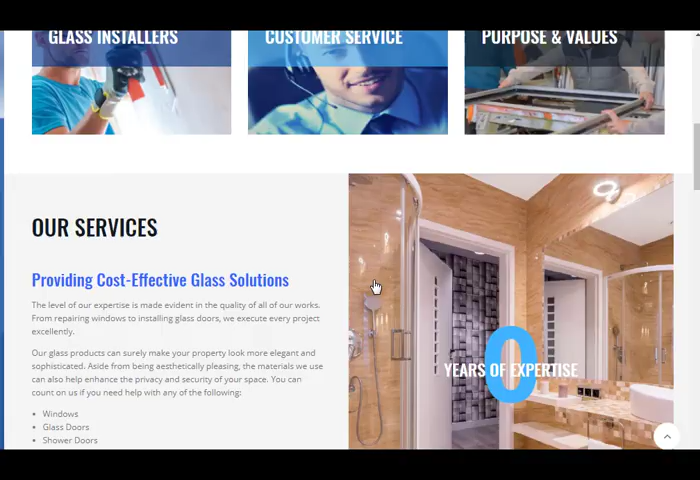 GLASS INSTALLERS
CUSTOMER SERVICE
PURPOSE & VALUES
OUR SERVICES
Providing Cost-Effective Glass Solutions
The level of our expertise is made evident in the quality of all of our works.
From repairing windows to installing glass doors, we execute every project
excellently.
Our glass products can surely make your property look more elegant and
sophisticated. Aside from being aesthetically pleasing, the materials we use
can also help enhance the privacy and security of your space. You can
count on us if you need help with any of the following:
• Windows
• Glass Doors
• Shower Doors
0
YEARS OF EXPERTISE